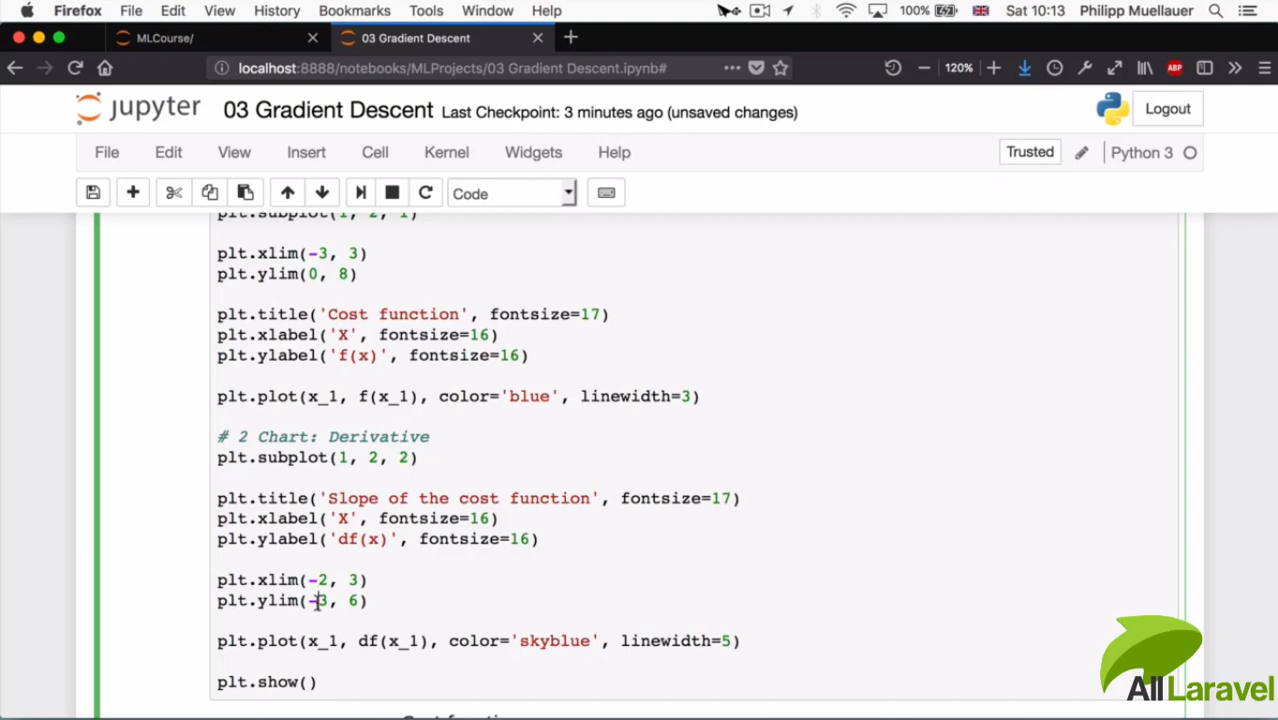 Firefox File Edit View History Bookmarks Tools Window Help 100% Sat 10:13 Philipp Muellauer
MLCourse/ 03 Gradient Descent
localhost:8888/notebooks/MLProjects/03 Gradient Descent.ipynb# 120% ABP
jupyter 03 Gradient Descent Last Checkpoint: 3 minutes ago (unsaved changes) Logout
File Edit View Insert Cell Kernel Widgets Help Trusted Python 3
Code
plt.subplot(1, 2, 1)
plt.xlim(-3, 3)
plt.ylim(0, 8)
plt.title('Cost function', fontsize=17)
plt.xlabel('X', fontsize=16)
plt.ylabel('f(x)', fontsize=16)
plt.plot(x_1, f(x_1), color='blue', linewidth=3)
# 2 Chart: Derivative
plt.subplot(1, 2, 2)
plt.title('Slope of the cost function', fontsize=17)
plt.xlabel('X', fontsize=16)
plt.ylabel('df(x)', fontsize=16)
plt.xlim(-2, 3)
plt.ylim(-3, 6)
plt.plot(x_1, df(x_1), color='skyblue', linewidth=5)
plt.show()
AllLaravel